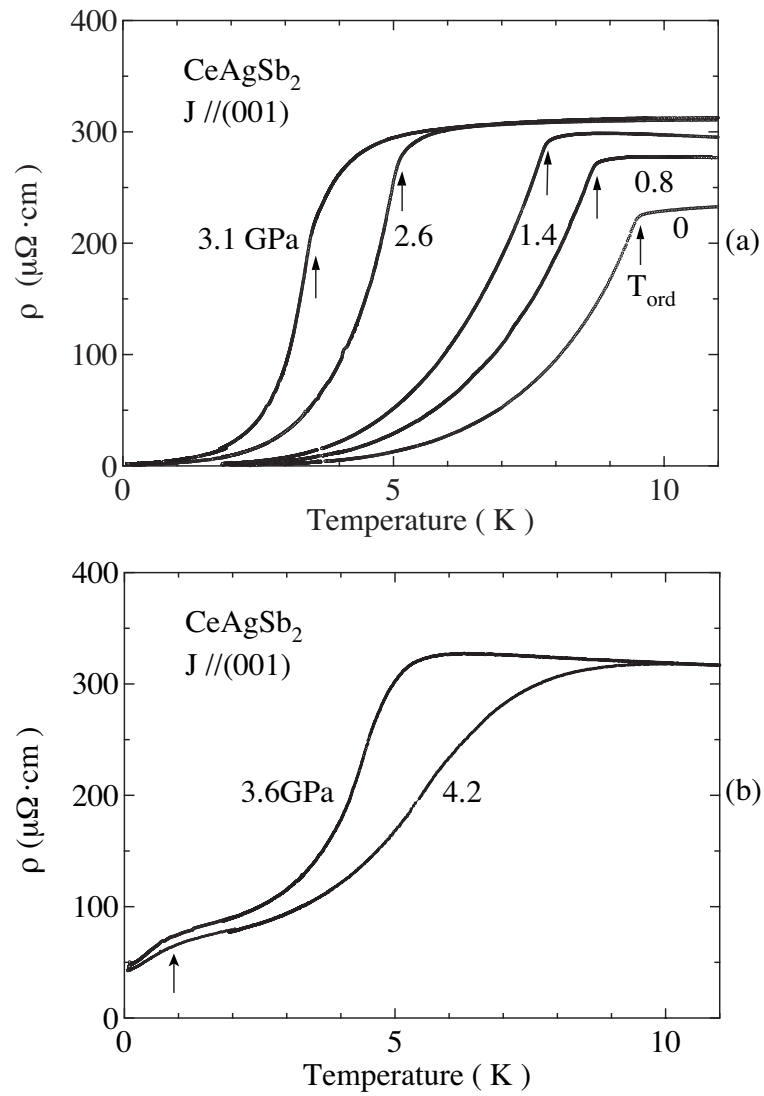 400
300
200
100
0
ρ (μΩ·cm)
CeAgSb₂
J //(001)
3.1 GPa
2.6
1.4
0.8
0
T_ord
(a)
0 5 10
Temperature ( K )
400
300
200
100
0
ρ (μΩ·cm)
CeAgSb₂
J //(001)
3.6GPa
4.2
(b)
0 5 10
Temperature ( K )